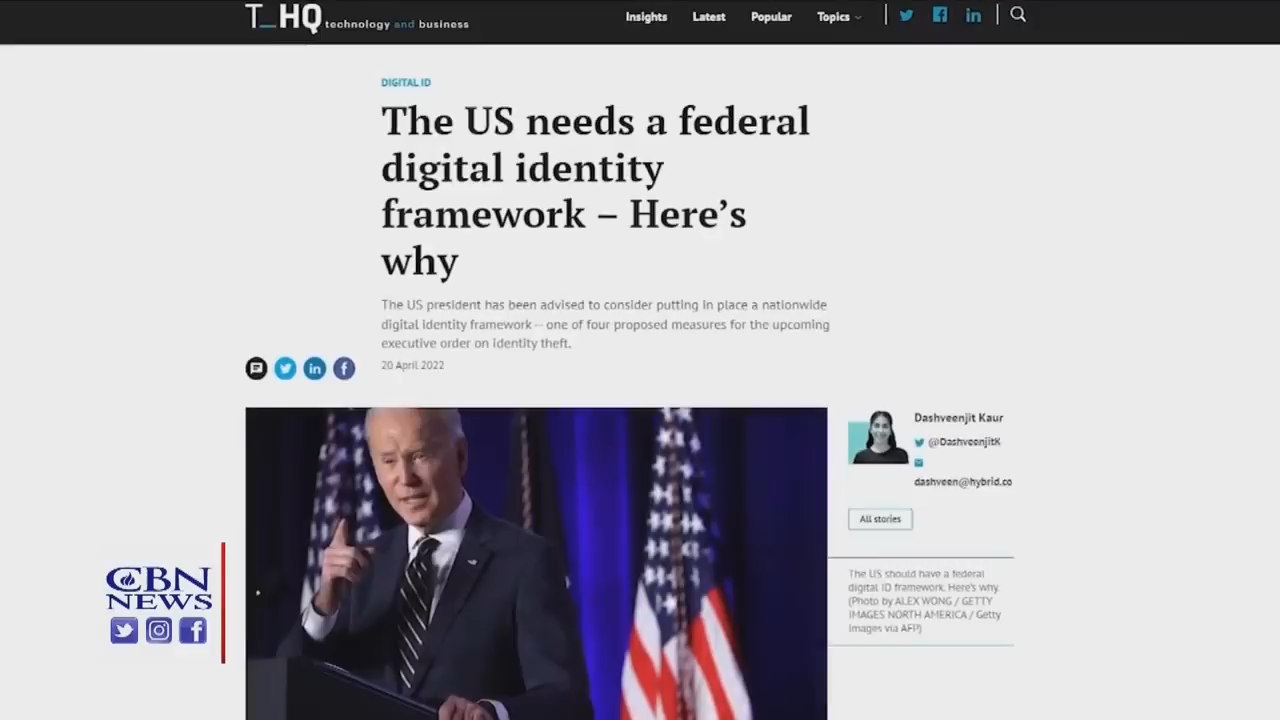 T_HQ technology and business
Insights Latest Popular Topics
DIGITAL ID
The US needs a federal
digital identity
framework – Here's
why
The US president has been advised to consider putting in place a nationwide
digital identity framework -- one of four proposed measures for the upcoming
executive order on identity theft.
20 April 2022
Dashveenjit Kaur
@DashveenjitK
dashveen@hybrid.co
All stories
The US should have a federal
digital ID framework. Here's why.
(Photo by ALEX WONG / GETTY
IMAGES NORTH AMERICA / Getty
Images via AFP)
CBN
NEWS